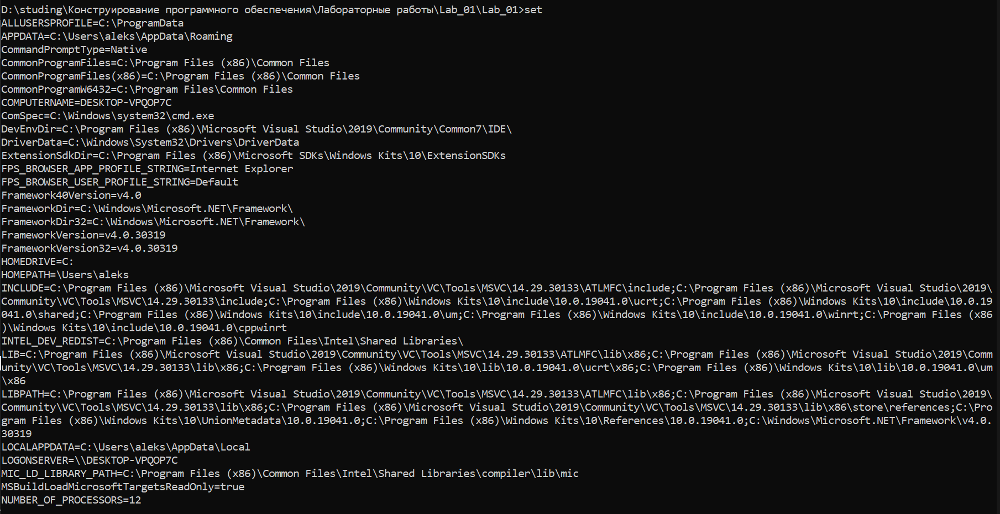 D:\studing\Конструирование программного обеспечения\Лабораторные работы\Lab_01\Lab_01>set
ALLUSERSPROFILE=C:\ProgramData
APPDATA=C:\Users\aleks\AppData\Roaming
CommandPromptType=Native
CommonProgramFiles=C:\Program Files (x86)\Common Files
CommonProgramFiles(x86)=C:\Program Files (x86)\Common Files
CommonProgramW6432=C:\Program Files\Common Files
COMPUTERNAME=DESKTOP-VPQOP7C
ComSpec=C:\Windows\system32\cmd.exe
DevEnvDir=C:\Program Files (x86)\Microsoft Visual Studio\2019\Community\Common7\IDE\
DriverData=C:\Windows\System32\Drivers\DriverData
ExtensionSdkDir=C:\Program Files (x86)\Microsoft SDKs\Windows Kits\10\ExtensionSDKs
FPS_BROWSER_APP_PROFILE_STRING=Internet Explorer
FPS_BROWSER_USER_PROFILE_STRING=Default
Framework40Version=v4.0
FrameworkDir=C:\Windows\Microsoft.NET\Framework\
FrameworkDir32=C:\Windows\Microsoft.NET\Framework\
FrameworkVersion=v4.0.30319
FrameworkVersion32=v4.0.30319
HOMEDRIVE=C:
HOMEPATH=\Users\aleks
INCLUDE=C:\Program Files (x86)\Microsoft Visual Studio\2019\Community\VC\Tools\MSVC\14.29.30133\ATLMFC\include;C:\Program Files (x86)\Microsoft Visual Studio\2019\
Community\VC\Tools\MSVC\14.29.30133\include;C:\Program Files (x86)\Windows Kits\10\include\10.0.19041.0\ucrt;C:\Program Files (x86)\Windows Kits\10\include\10.0.19
041.0\shared;C:\Program Files (x86)\Windows Kits\10\include\10.0.19041.0\um;C:\Program Files (x86)\Windows Kits\10\include\10.0.19041.0\winrt;C:\Program Files (x86
)\Windows Kits\10\include\10.0.19041.0\cppwinrt
INTEL_DEV_REDIST=C:\Program Files (x86)\Common Files\Intel\Shared Libraries\
LIB=C:\Program Files (x86)\Microsoft Visual Studio\2019\Community\VC\Tools\MSVC\14.29.30133\ATLMFC\lib\x86;C:\Program Files (x86)\Microsoft Visual Studio\2019\Comm
unity\VC\Tools\MSVC\14.29.30133\lib\x86;C:\Program Files (x86)\Windows Kits\10\lib\10.0.19041.0\ucrt\x86;C:\Program Files (x86)\Windows Kits\10\lib\10.0.19041.0\um
\x86
LIBPATH=C:\Program Files (x86)\Microsoft Visual Studio\2019\Community\VC\Tools\MSVC\14.29.30133\ATLMFC\lib\x86;C:\Program Files (x86)\Microsoft Visual Studio\2019\
Community\VC\Tools\MSVC\14.29.30133\lib\x86;C:\Program Files (x86)\Microsoft Visual Studio\2019\Community\VC\Tools\MSVC\14.29.30133\lib\x86\store\references;C:\Pro
gram Files (x86)\Windows Kits\10\UnionMetadata\10.0.19041.0;C:\Program Files (x86)\Windows Kits\10\References\10.0.19041.0;C:\Windows\Microsoft.NET\Framework\v4.0.
30319
LOCALAPPDATA=C:\Users\aleks\AppData\Local
LOGONSERVER=\\DESKTOP-VPQOP7C
MIC_LD_LIBRARY_PATH=C:\Program Files (x86)\Common Files\Intel\Shared Libraries\compiler\lib\mic
MSBuildLoadMicrosoftTargetsReadOnly=true
NUMBER_OF_PROCESSORS=12